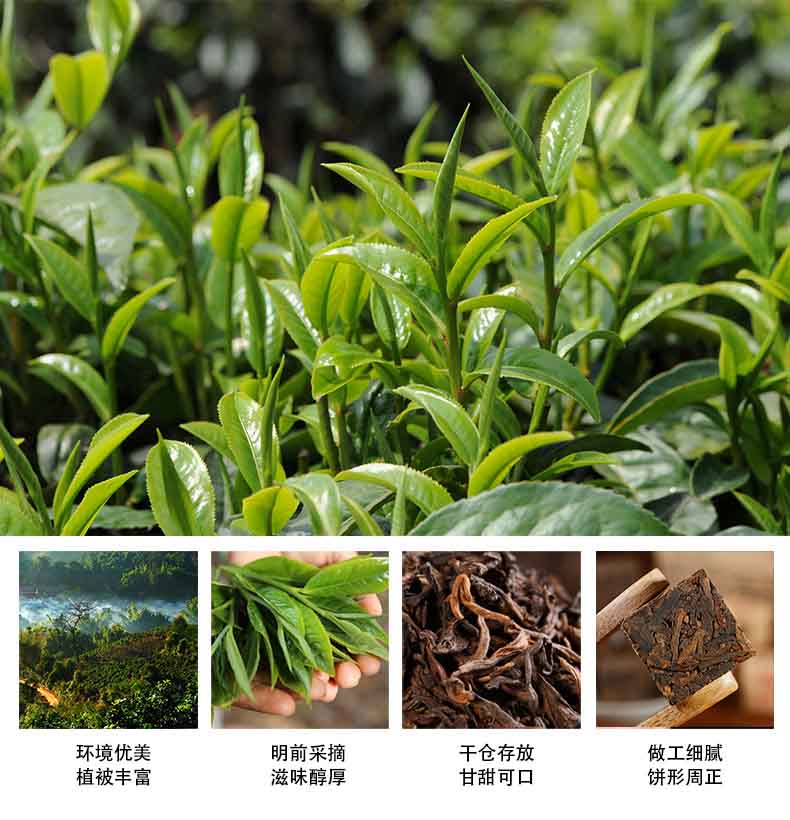 环境优美
植被丰富
明前采摘
滋味醇厚
干仓存放
甘甜可口
做工细腻
饼形周正